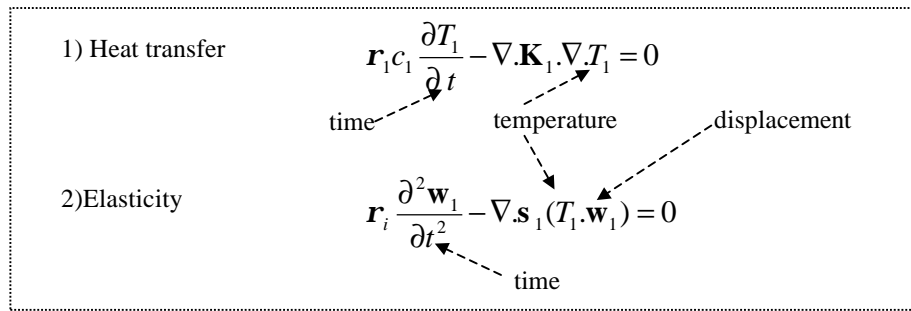 1) Heat transfer
𝒓₁c₁ ∂T₁/∂t − ∇.𝐊₁.∇.T₁ = 0
time
temperature
displacement
2)Elasticity
𝒓ᵢ ∂²𝐰₁/∂t² − ∇.𝐬₁(T₁.𝐰₁) = 0
time